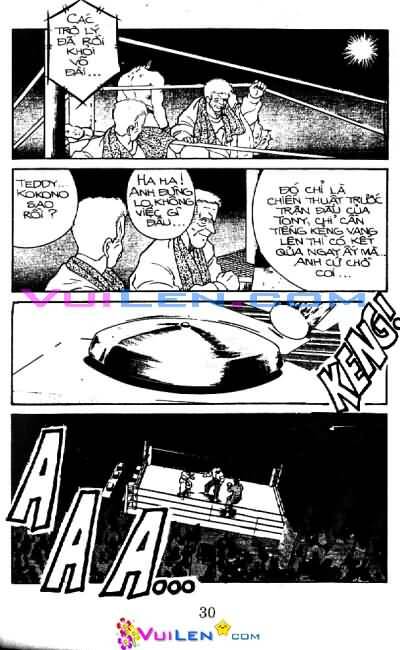 CÁC
TRỢ LÝ
ĐÃ RỜI
KHỎI
VÕ
ĐÀI...
TEDDY...
KOKONO
SAO
RỒI?
HA HA!
ANH ĐỪNG
LO, KHÔNG
VIỆC GÌ
ĐÂU...
ĐÓ CHỈ LÀ
CHIẾN THUẬT TRƯỚC
TRẬN ĐẤU CỦA
TONY, CHỈ CẦN
TIẾNG KẺNG VANG
LÊN THÌ CÓ KẾT
QỦA NGAY ẤY MÀ...
ANH CỨ CHỜ
COI...
VUILEN.COM
KENG!
A
A A...
30
VUILEN.COM